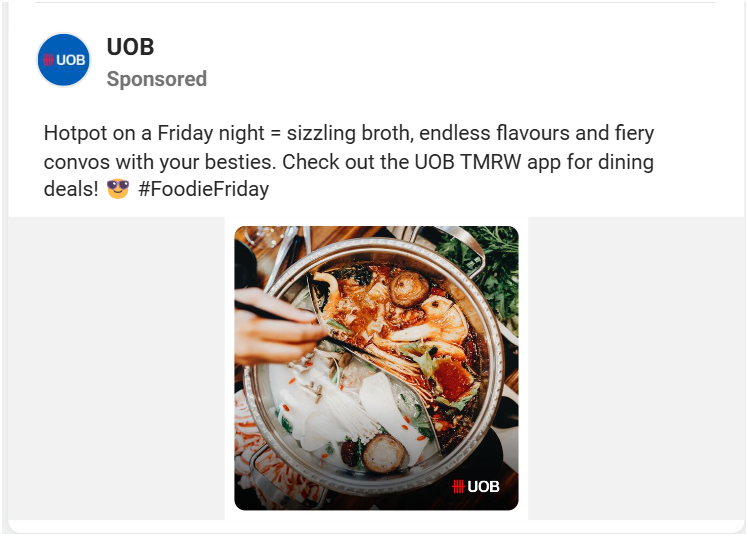 UOB
UOB
Sponsored
Hotpot on a Friday night = sizzling broth, endless flavours and fiery
convos with your besties. Check out the UOB TMRW app for dining
deals! 😎 #FoodieFriday
UOB